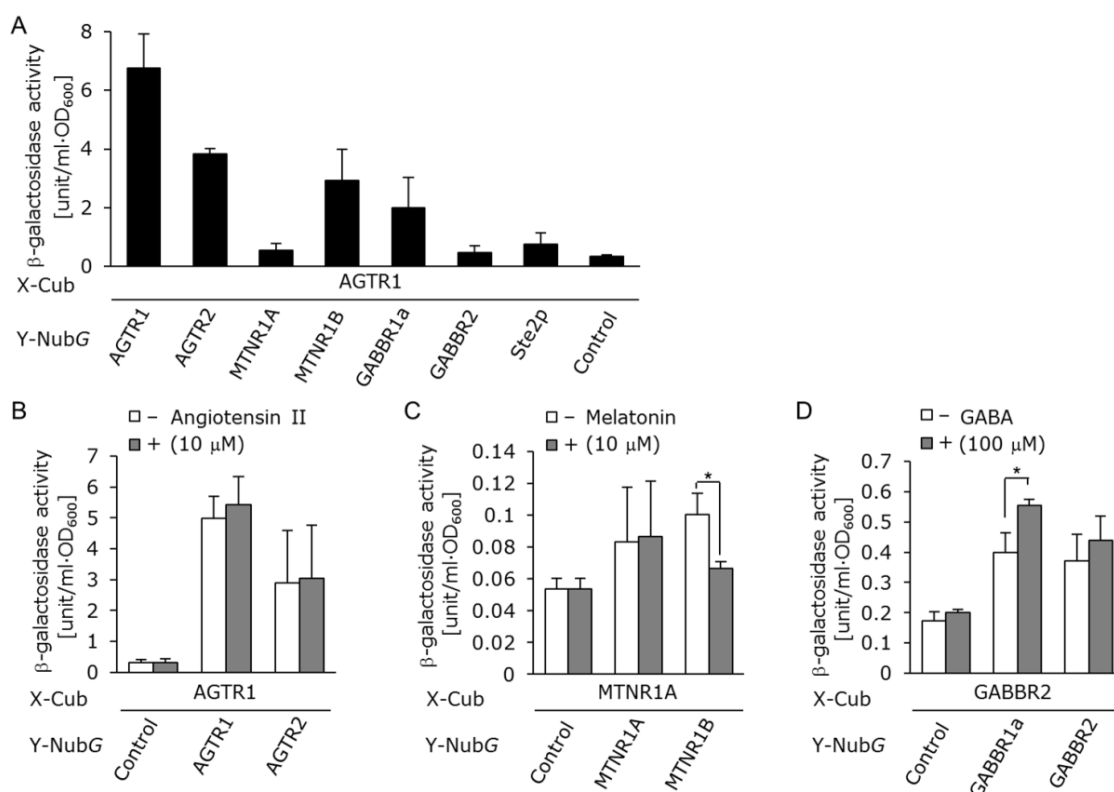 A
β-galactosidase activity
[unit/ml·OD600]
8
6
4
2
0
X-Cub
AGTR1
Y-NubG
AGTR1
AGTR2
MTNR1A
MTNR1B
GABBR1a
GABBR2
Ste2p
Control
B
− Angiotensin II
+ (10 μM)
β-galactosidase activity
[unit/ml·OD600]
7
6
5
4
3
2
1
0
X-Cub
AGTR1
Y-NubG
Control
AGTR1
AGTR2
C
− Melatonin
+ (10 μM)
β-galactosidase activity
[unit/ml·OD600]
0.14
0.12
0.1
0.08
0.06
0.04
0.02
0
*
X-Cub
MTNR1A
Y-NubG
Control
MTNR1A
MTNR1B
D
− GABA
+ (100 μM)
β-galactosidase activity
[unit/ml·OD600]
0.7
0.6
0.5
0.4
0.3
0.2
0.1
0
*
X-Cub
GABBR2
Y-NubG
Control
GABBR1a
GABBR2